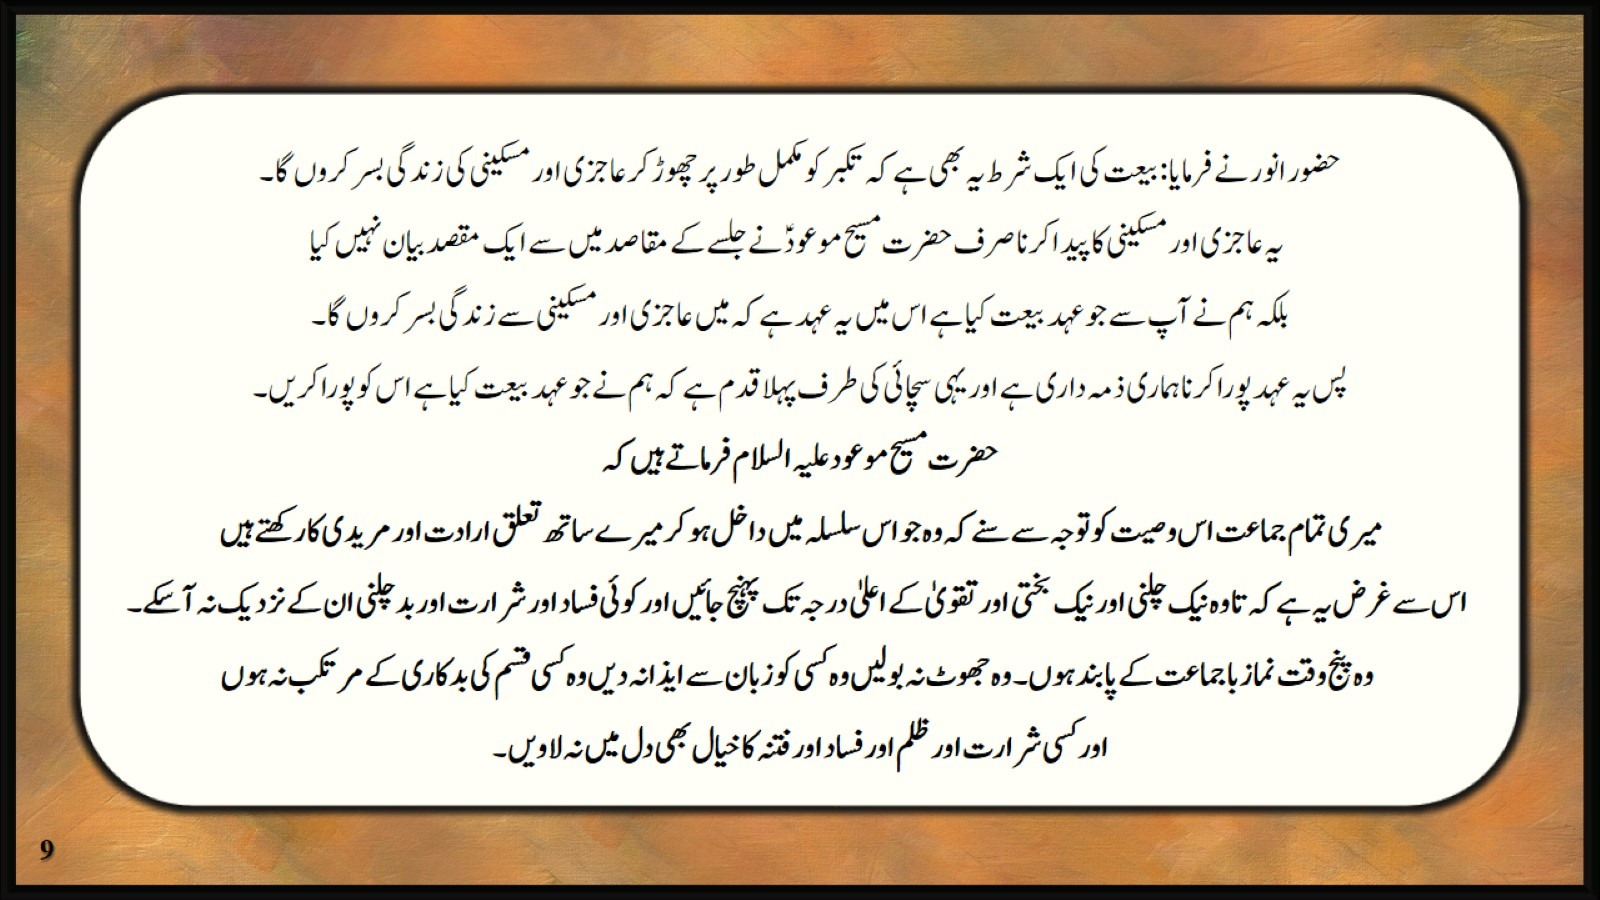 حضور انور نے فرمایا: بیعت کی ایک شرط یہ بھی ہے کہ تکبر کو مکمل طور پر چھوڑ کر عاجزی اور مسکینی کی زندگی بسر کروں گا۔
یہ عاجزی اور مسکینی کا پیدا کرنا صرف حضرت مسیح موعودؑ نے جلسے کے مقاصد میں سے ایک مقصد بیان نہیں کیا
بلکہ ہم نے آپ سے جو عہد بیعت کیا ہے اس میں یہ عہد ہے کہ میں عاجزی اور مسکینی سے زندگی بسر کروں گا۔
پس یہ عہد پورا کرنا ہماری ذمہ داری ہے اور یہی سچائی کی طرف پہلا قدم ہے کہ ہم نے جو عہد بیعت کیا ہے اس کو پورا کریں۔
حضرت مسیح موعود علیہ السلام فرماتے ہیں کہ
میری تمام جماعت اس وصیت کو توجہ سے سنے کہ وہ جو اس سلسلہ میں داخل ہو کر میرے ساتھ تعلق ارادت اور مریدی کا رکھتے ہیں
اس سے غرض یہ ہے کہ تا وہ نیک چلنی اور نیک بختی اور تقویٰ کے اعلیٰ درجہ تک پہنچ جائیں اور کوئی فساد اور شرارت اور بد چلنی ان کے نزدیک نہ آ سکے۔
وہ پنج وقت نماز باجماعت کے پابند ہوں۔ وہ جھوٹ نہ بولیں وہ کسی کو زبان سے ایذا نہ دیں وہ کسی قسم کی بدکاری کے مرتکب نہ ہوں
اور کسی شرارت اور ظلم اور فساد اور فتنہ کا خیال بھی دل میں نہ لاویں۔
9